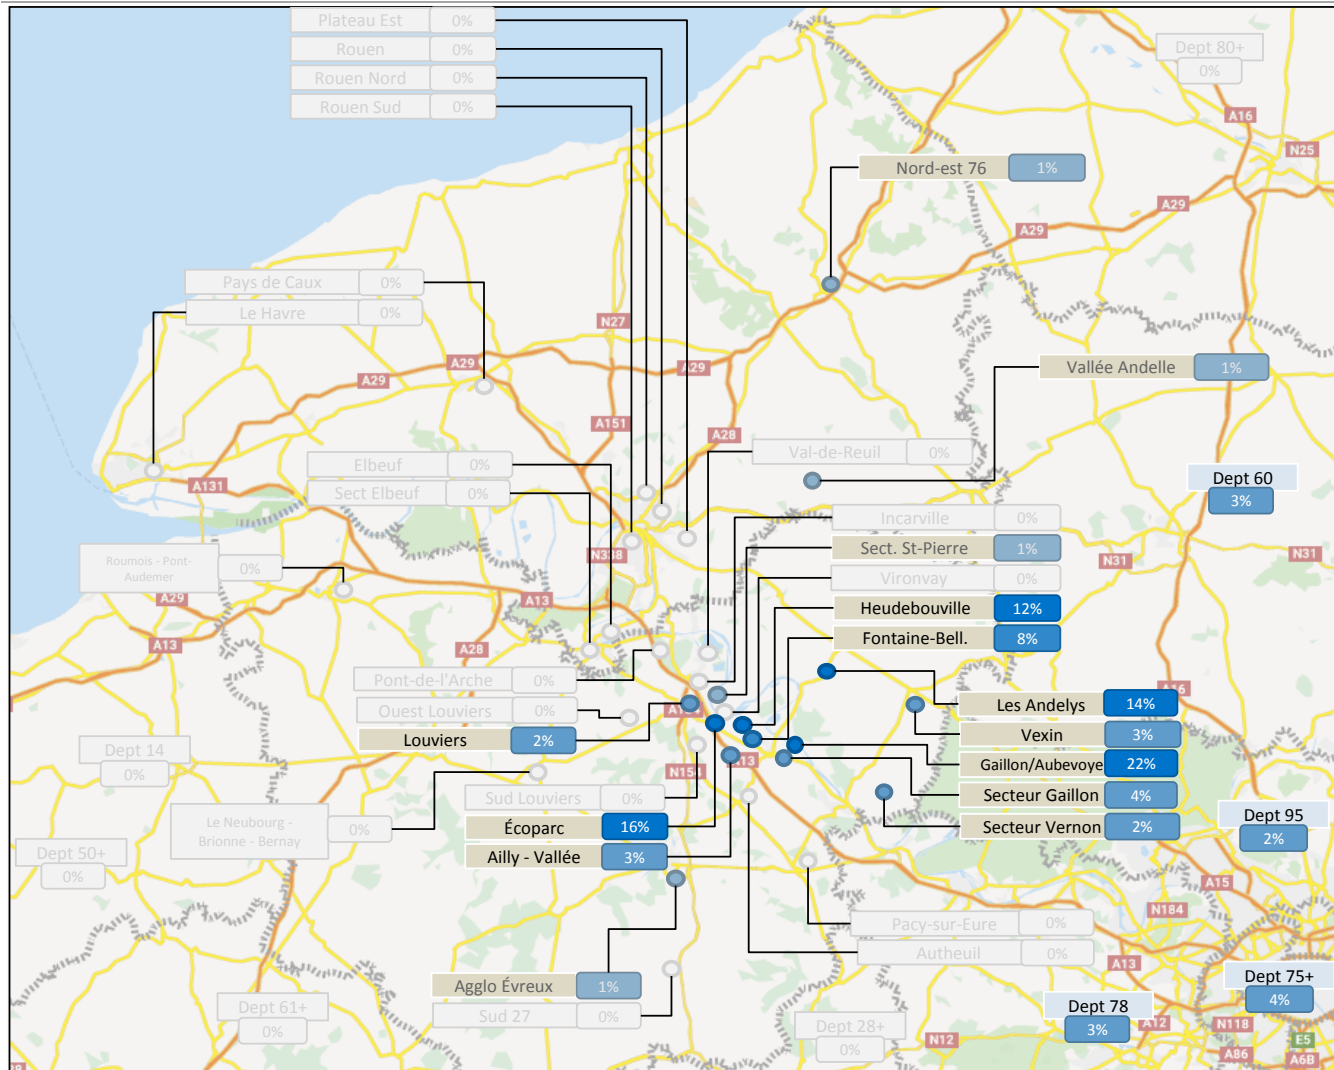 Plateau Est 0%
Rouen 0%
Rouen Nord 0%
Rouen Sud 0%
Dept 80+
0%
A16
N25
Nord-est 76 1%
A29
A29
Pays de Caux 0%
Le Havre 0%
N27
A29
A29
A29
Vallée Andelle 1%
A151
A28
Val-de-Reuil 0%
Elbeuf 0%
Sect Elbeuf 0%
A131
Dept 60
3%
Incarville 0%
Sect. St-Pierre 1%
Vironvay 0%
N338
N31
N31
Roumois - Pont-
Audemer 0%
A29
A13
A13
A28
Heudebouville 12%
Fontaine-Bell. 8%
Pont-de-l'Arche 0%
Ouest Louviers 0%
Louviers 2%
A16
Les Andelys 14%
Vexin 3%
Gaillon/Aubevoye 22%
Secteur Gaillon 4%
Secteur Vernon 2%
Dept 14
0%
A13
N154
Sud Louviers 0%
Écoparc 16%
Ailly - Vallée 3%
Le Neubourg -
Brionne - Bernay 0%
Dept 50+
0%
Dept 95
2%
A15
N184
Pacy-sur-Eure 0%
Autheuil 0%
A13
Agglo Évreux 1%
Sud 27 0%
Dept 61+
0%
Dept 75+
4%
Dept 78
3%
Dept 28+
0%
A12
N118
N12
E5
A86
A6B